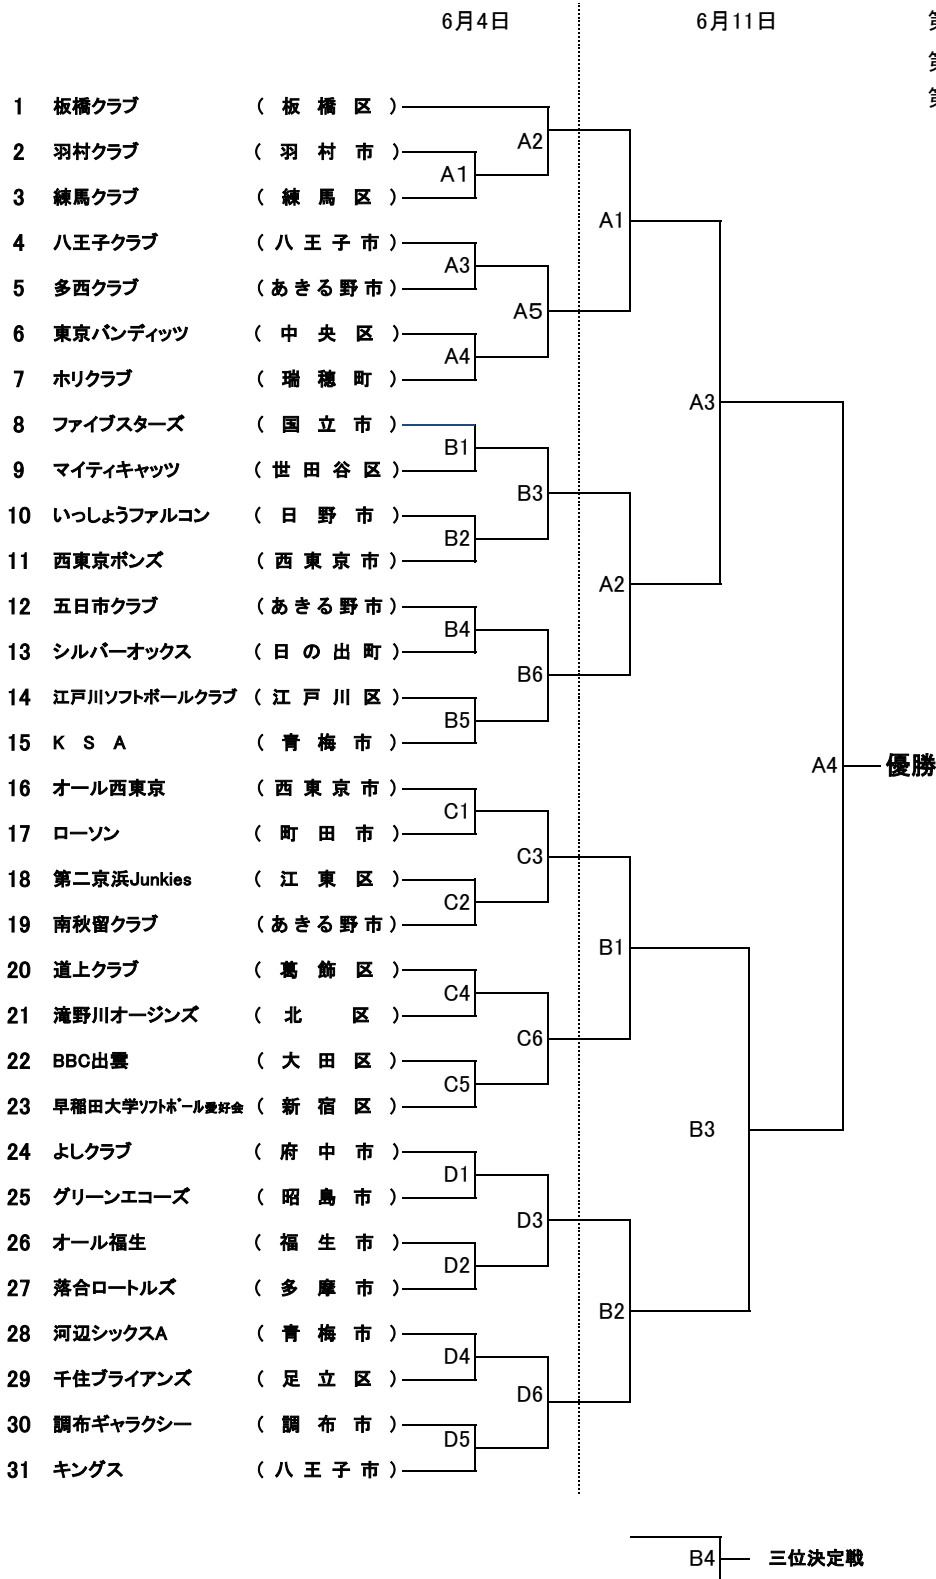 6月4日 6月11日 第
第
第
1 板橋クラブ ( 板 橋 区 )
A2
2 羽村クラブ ( 羽 村 市 )
A1
3 練馬クラブ ( 練 馬 区 )
A1
4 八王子クラブ ( 八 王 子 市 )
A3
5 多西クラブ ( あ き る 野 市 )
A5
6 東京バンディッツ ( 中 央 区 )
A4
7 ホリクラブ ( 瑞 穂 町 )
A3
8 ファイブスターズ ( 国 立 市 )
B1
9 マイティキャッツ ( 世 田 谷 区 )
B3
10 いっしょうファルコン ( 日 野 市 )
B2
11 西東京ボンズ ( 西 東 京 市 )
A2
12 五日市クラブ ( あ き る 野 市 )
B4
13 シルバーオックス ( 日 の 出 町 )
B6
14 江戸川ソフトボールクラブ ( 江 戸 川 区 )
B5
15 K S A ( 青 梅 市 )
A4 優勝
16 オール西東京 ( 西 東 京 市 )
C1
17 ローソン ( 町 田 市 )
C3
18 第二京浜Junkies ( 江 東 区 )
C2
19 南秋留クラブ ( あ き る 野 市 )
B1
20 道上クラブ ( 葛 飾 区 )
C4
21 滝野川オージンズ ( 北 区 )
C6
22 BBC出雲 ( 大 田 区 )
C5
23 早稲田大学ソフトボール愛好会 ( 新 宿 区 )
B3
24 よしクラブ ( 府 中 市 )
D1
25 グリーンエコーズ ( 昭 島 市 )
D3
26 オール福生 ( 福 生 市 )
D2
27 落合ロートルズ ( 多 摩 市 )
B2
28 河辺シックスA ( 青 梅 市 )
D4
29 千住ブライアンズ ( 足 立 区 )
D6
30 調布ギャラクシー ( 調 布 市 )
D5
31 キングス ( 八 王 子 市 )
B4 三位決定戦